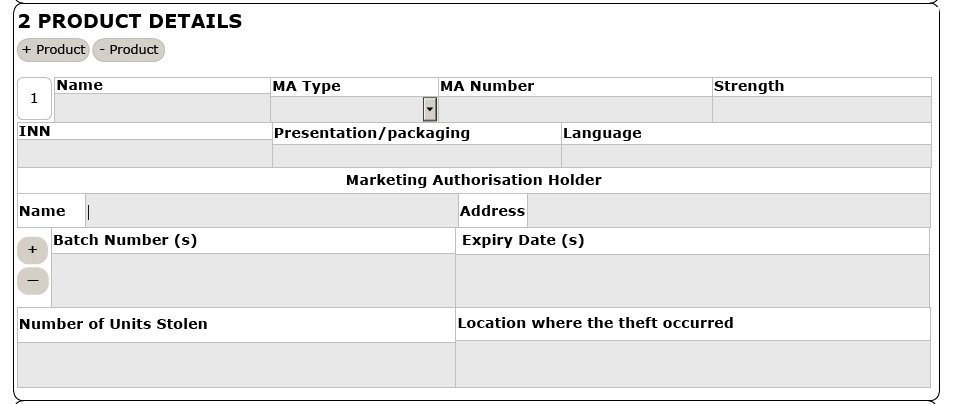 2 PRODUCT DETAILS
+ Product - Product
1 Name MA Type MA Number Strength
INN Presentation/packaging Language
Marketing Authorisation Holder
Name Address
+ Batch Number (s) Expiry Date (s)
—
Number of Units Stolen Location where the theft occurred